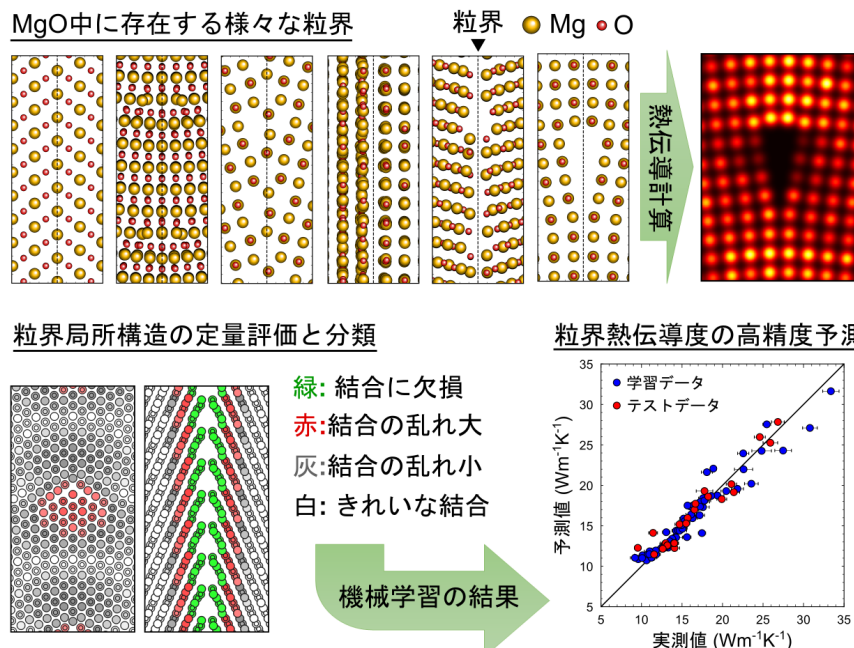 MgO中に存在する様々な粒界
粒界
Mg
O
熱伝導計算
粒界局所構造の定量評価と分類
緑: 結合に欠損
赤:結合の乱れ大
灰:結合の乱れ小
白: きれいな結合
機械学習の結果
粒界熱伝導度の高精度予測
学習データ
テストデータ
予測値 (Wm⁻¹K⁻¹)
35
30
25
20
15
10
5
5 10 15 20 25 30 35
実測値 (Wm⁻¹K⁻¹)